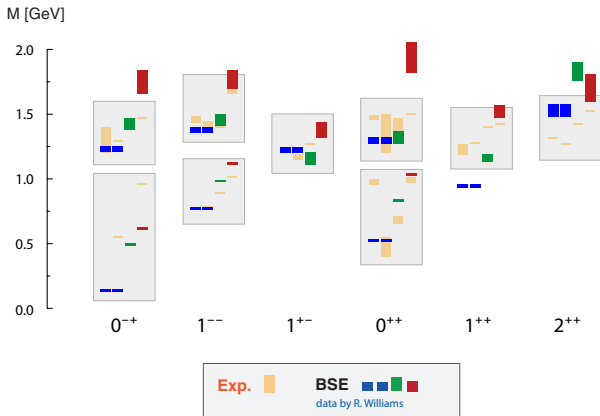 M [GeV]
2.0
1.5
1.0
0.5
0.0
0⁻⁺ 1⁻⁻ 1⁺⁻ 0⁺⁺ 1⁺⁺ 2⁺⁺
Exp. BSE
data by R. Williams